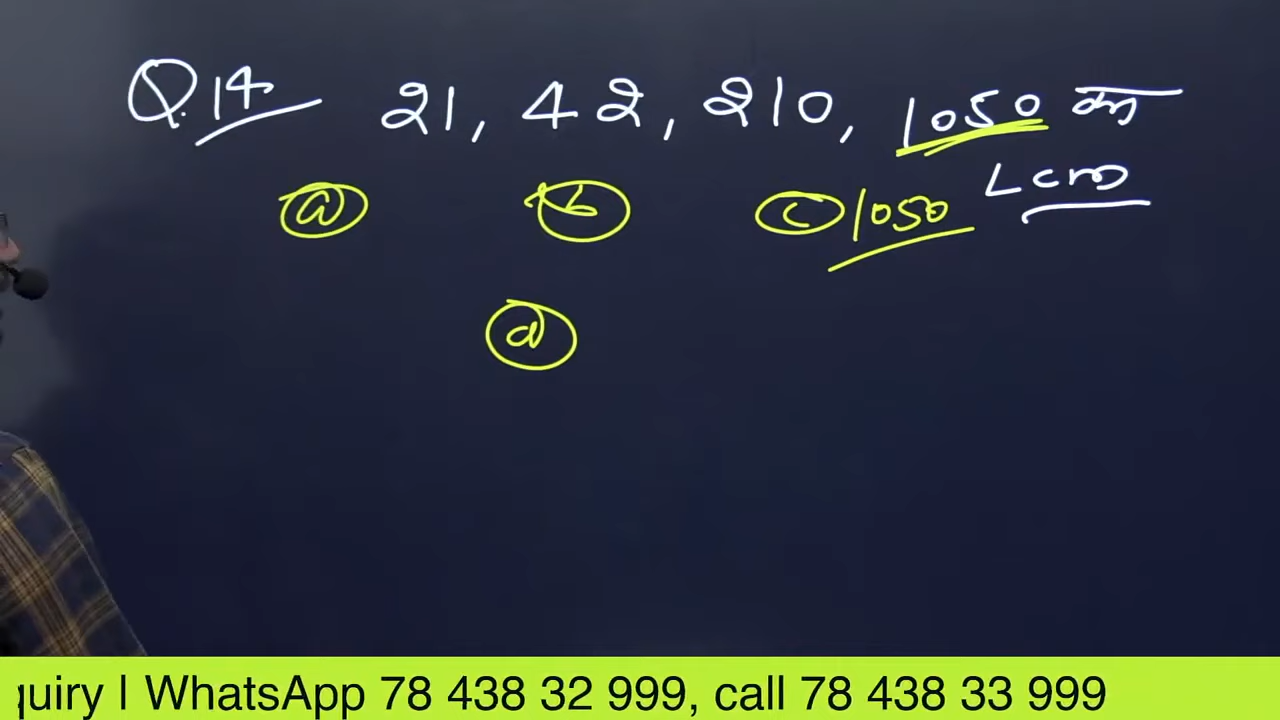 Q.14 21, 42, 210, 1050 का
LCM
a b c 1050
d
quiry | WhatsApp 78 438 32 999, call 78 438 33 999